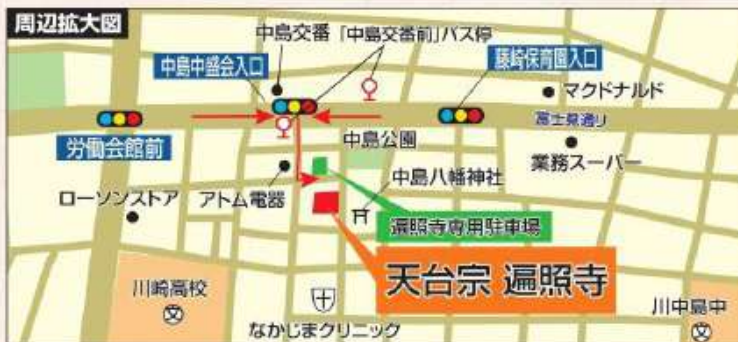 周辺拡大図
中島交番
「中島交番前」バス停
中島中盛会入口
藤崎保育園入口
マクドナルド
富士見通り
労働会館前
中島公園
業務スーパー
ローソンストア
アトム電器
中島八幡神社
遍照寺専用駐車場
天台宗 遍照寺
川崎高校
文
なかじまクリニック
川中島中
文